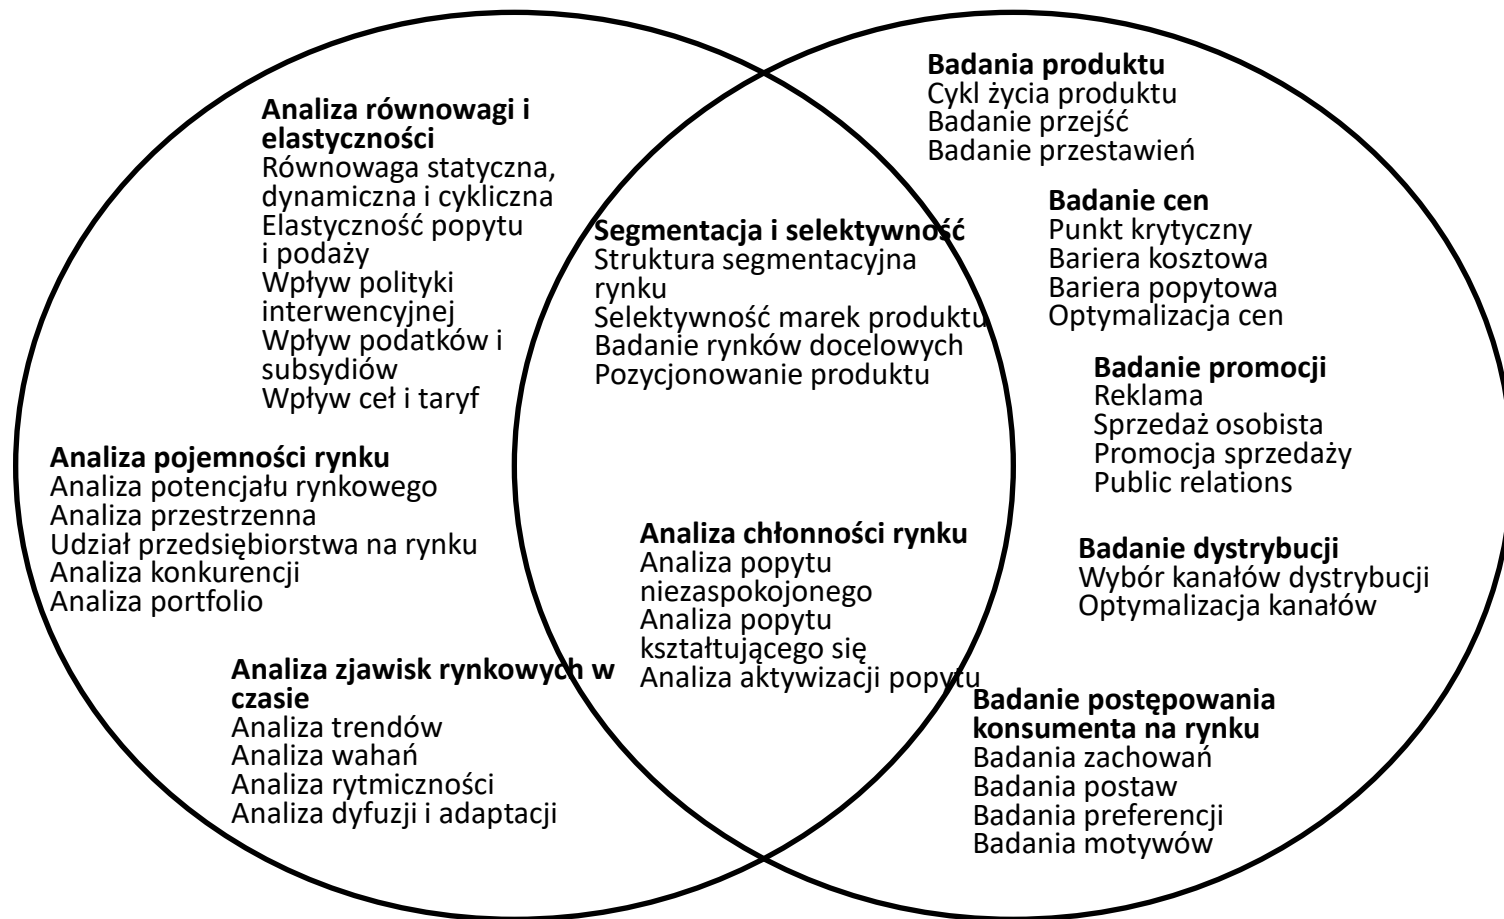 Analiza równowagi i
elastyczności
Równowaga statyczna,
dynamiczna i cykliczna
Elastyczność popytu
i podaży
Wpływ polityki
interwencyjnej
Wpływ podatków i
subsydiów
Wpływ ceł i taryf
Analiza pojemności rynku
Analiza potencjału rynkowego
Analiza przestrzenna
Udział przedsiębiorstwa na rynku
Analiza konkurencji
Analiza portfolio
Analiza zjawisk rynkowych w
czasie
Analiza trendów
Analiza wahań
Analiza rytmiczności
Analiza dyfuzji i adaptacji
Segmentacja i selektywność
Struktura segmentacyjna
rynku
Selektywność marek produktu
Badanie rynków docelowych
Pozycjonowanie produktu
Analiza chłonności rynku
Analiza popytu
niezaspokojonego
Analiza popytu
kształtującego się
Analiza aktywizacji popytu
Badania produktu
Cykl życia produktu
Badanie przejść
Badanie przestawień
Badanie cen
Punkt krytyczny
Bariera kosztowa
Bariera popytowa
Optymalizacja cen
Badanie promocji
Reklama
Sprzedaż osobista
Promocja sprzedaży
Public relations
Badanie dystrybucji
Wybór kanałów dystrybucji
Optymalizacja kanałów
Badanie postępowania
konsumenta na rynku
Badania zachowań
Badania postaw
Badania preferencji
Badania motywów